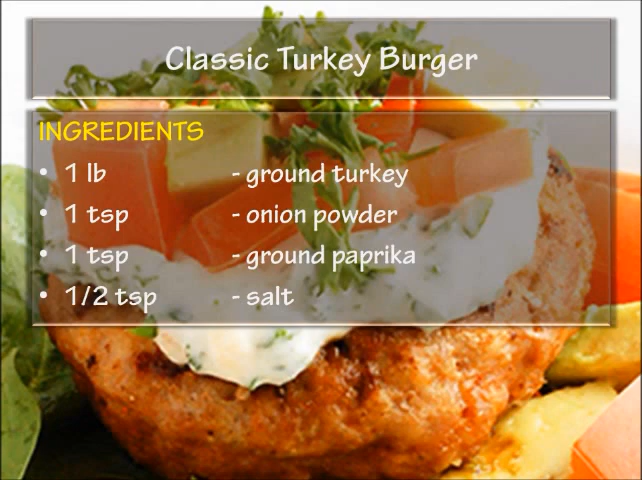 Classic Turkey Burger
INGREDIENTS
• 1 lb - ground turkey
• 1 tsp - onion powder
• 1 tsp - ground paprika
• 1/2 tsp - salt